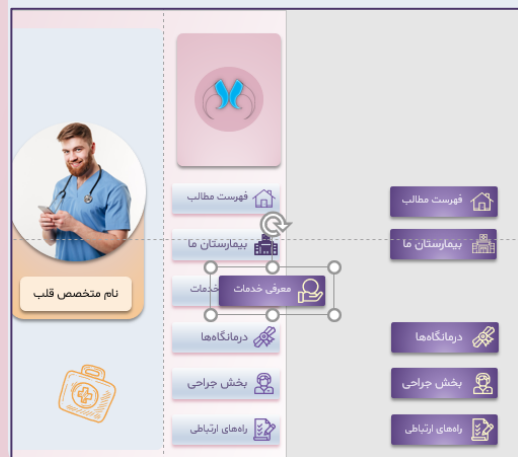 فهرست مطالب
بیمارستان ما
خدمات
معرفی خدمات
درمانگاه‌ها
بخش جراحی
راه‌های ارتباطی
نام متخصص قلب
فهرست مطالب
بیمارستان ما
درمانگاه‌ها
بخش جراحی
راه‌های ارتباطی